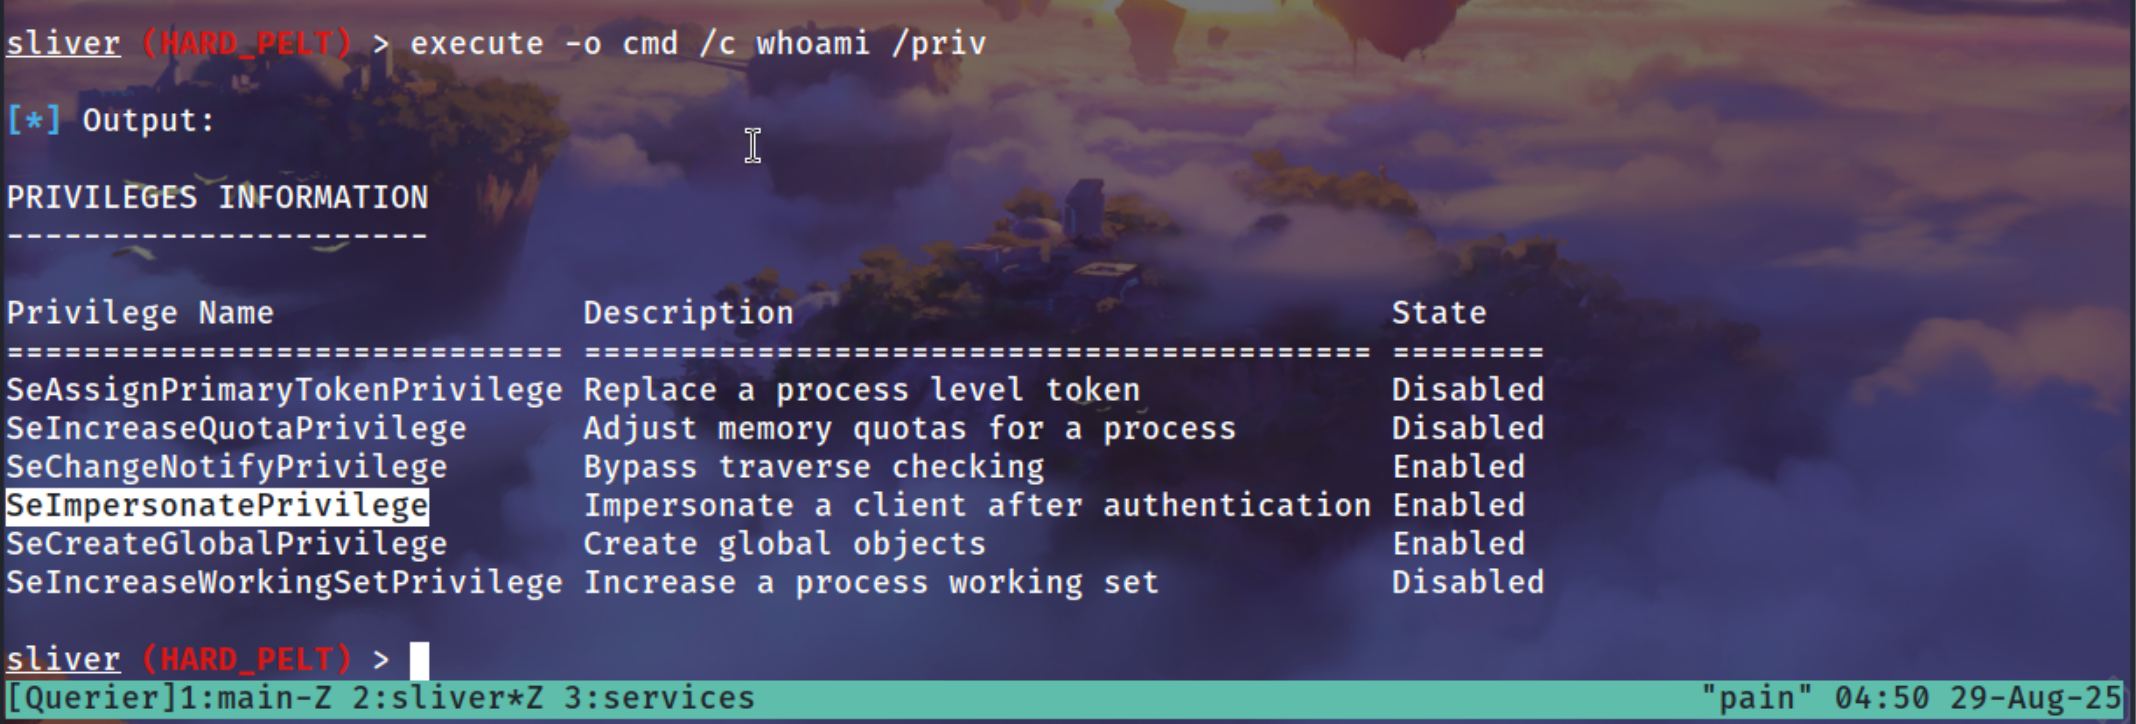 sliver (HARD_PELT) > execute -o cmd /c whoami /priv
[*] Output:
PRIVILEGES INFORMATION
----------------------
Privilege Name                Description                               State
============================= ========================================= ========
SeAssignPrimaryTokenPrivilege Replace a process level token             Disabled
SeIncreaseQuotaPrivilege      Adjust memory quotas for a process        Disabled
SeChangeNotifyPrivilege       Bypass traverse checking                  Enabled
SeImpersonatePrivilege        Impersonate a client after authentication Enabled
SeCreateGlobalPrivilege       Create global objects                     Enabled
SeIncreaseWorkingSetPrivilege Increase a process working set            Disabled
sliver (HARD_PELT) >
[Querier]1:main-Z 2:sliver*Z 3:services "pain" 04:50 29-Aug-25